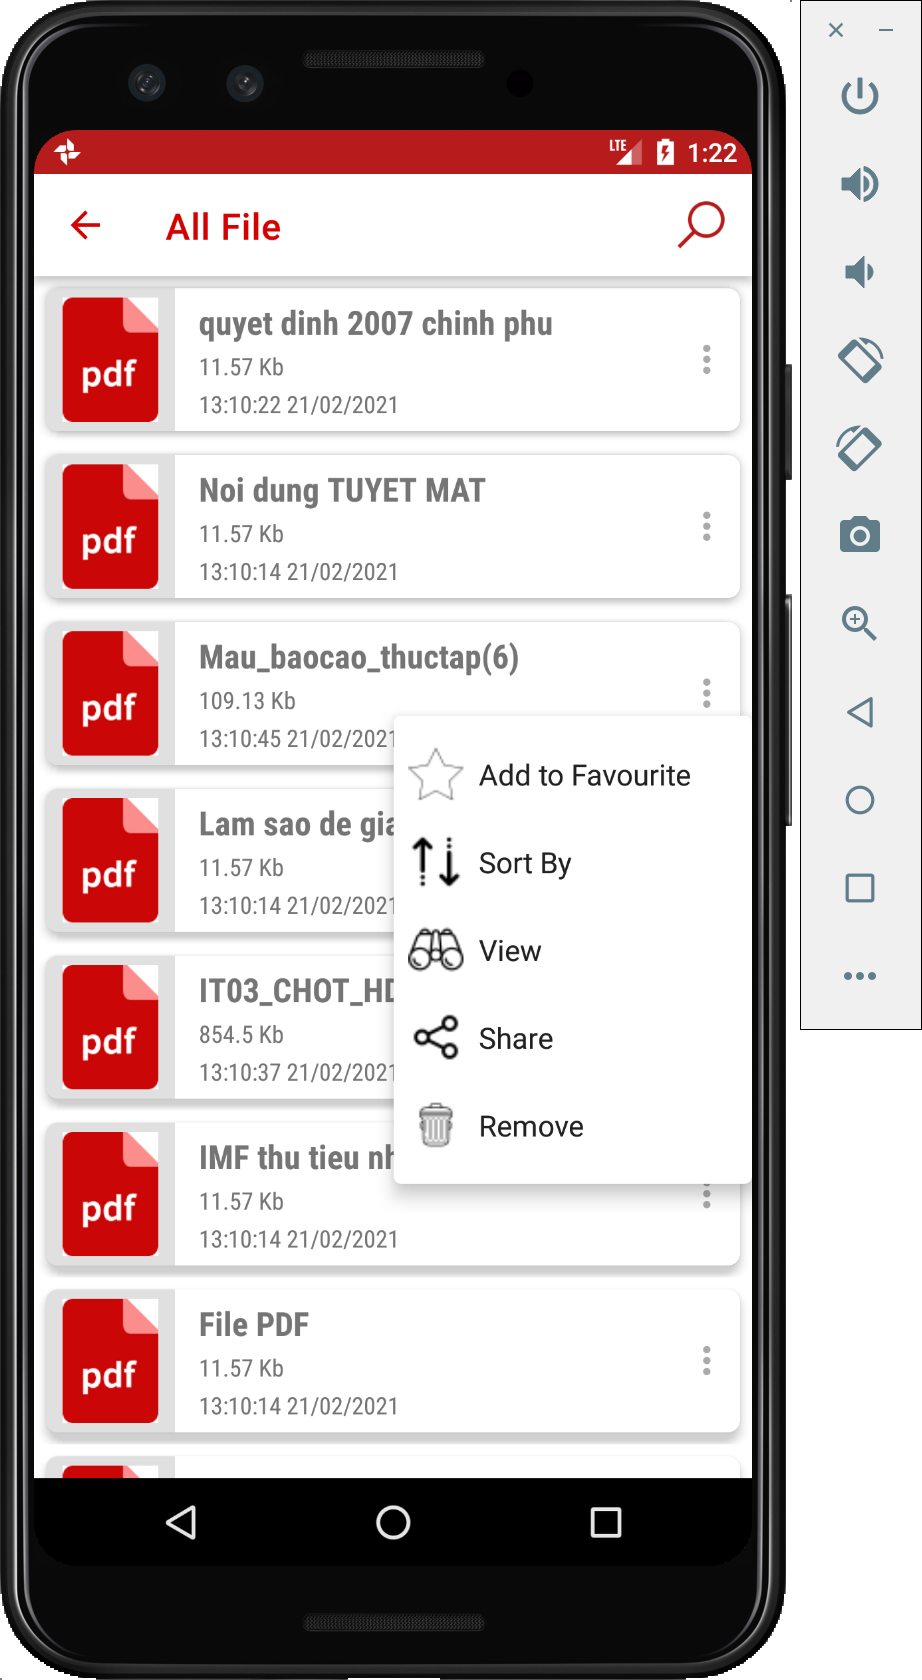 LTE 1:22
All File
pdf
quyet dinh 2007 chinh phu
11.57 Kb
13:10:22 21/02/2021
pdf
Noi dung TUYET MAT
11.57 Kb
13:10:14 21/02/2021
pdf
Mau_baocao_thuctap(6)
109.13 Kb
13:10:45 21/02/2021
Add to Favourite
Sort By
View
Share
Remove
pdf
Lam sao de gia
11.57 Kb
13:10:14 21/02/2021
pdf
IT03_CHOT_HD
854.5 Kb
13:10:37 21/02/2021
pdf
IMF thu tieu nh
11.57 Kb
13:10:14 21/02/2021
pdf
File PDF
11.57 Kb
13:10:14 21/02/2021